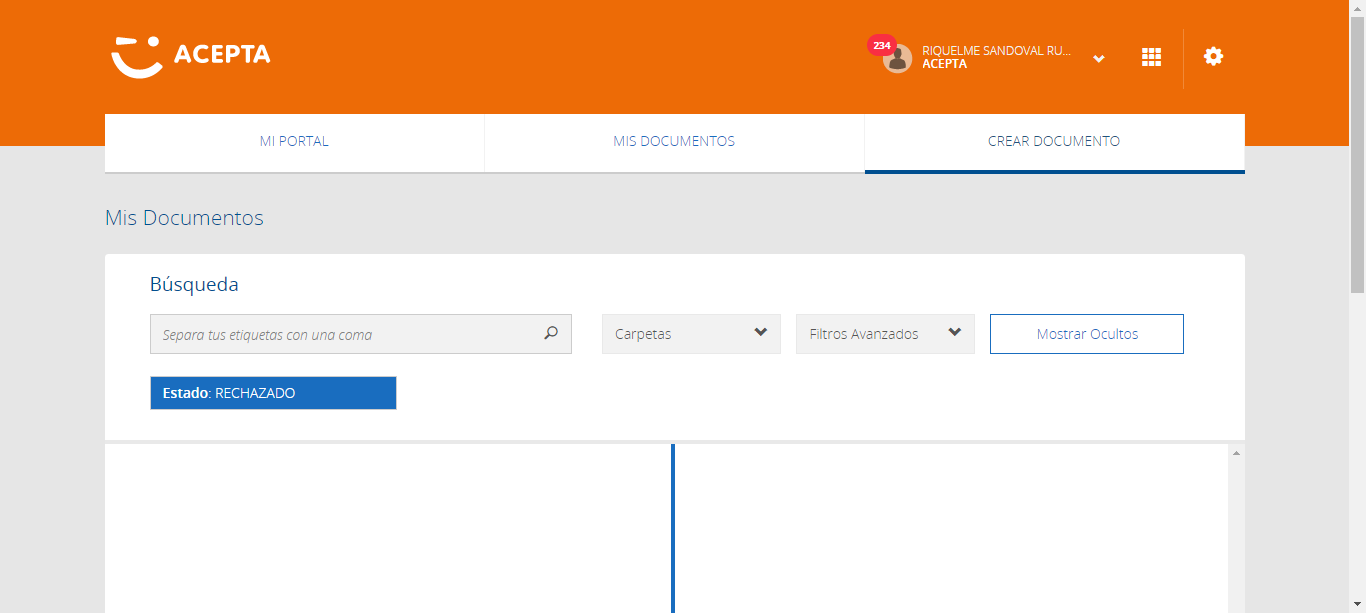 ACEPTA
234
RIQUELME SANDOVAL RU...
ACEPTA
MI PORTAL
MIS DOCUMENTOS
CREAR DOCUMENTO
Mis Documentos
Búsqueda
Separa tus etiquetas con una coma
Carpetas
Filtros Avanzados
Mostrar Ocultos
Estado: RECHAZADO